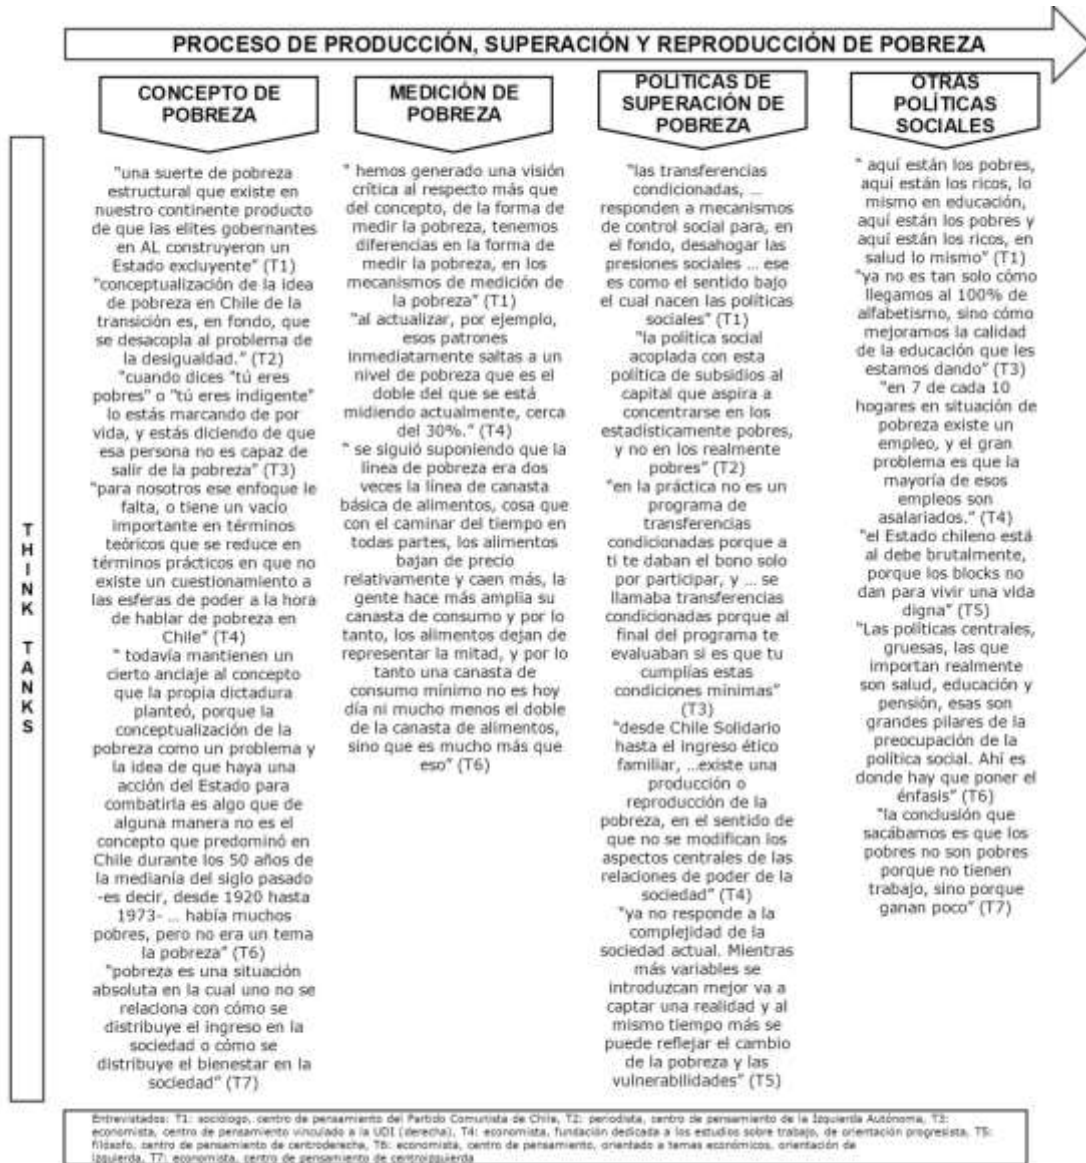 PROCESO DE PRODUCCIÓN, SUPERACIÓN Y REPRODUCCIÓN DE POBREZA
CONCEPTO DE
POBREZA
"una suerte de pobreza
estructural que existe en
nuestro continente producto
de que las elites gobernantes
en AL construyeron un
Estado excluyente" (T1)
"conceptualización de la idea
de pobreza en Chile de la
transición es, en fondo, que
se desacopla al problema de
la desigualdad." (T2)
"cuando dices "tú eres
pobres" o "tú eres indigente"
lo estás marcando de por
vida, y estás diciendo de que
esa persona no es capaz de
salir de la pobreza" (T3)
"para nosotros ese enfoque le
falta, o tiene un vacío
importante en términos
teóricos que se reduce en
términos prácticos en que no
existe un cuestionamiento a
las esferas de poder a la hora
de hablar de pobreza en
Chile" (T4)
" todavía mantienen un
cierto anclaje al concepto
que la propia dictadura
planteó, porque la
conceptualización de la
pobreza como un problema y
la idea de que haya una
acción del Estado para
combatirla es algo que de
alguna manera no es el
concepto que predominó en
Chile durante los 50 años de
la medianía del siglo pasado
-es decir, desde 1920 hasta
1973- ... había muchos
pobres, pero no era un tema
la pobreza" (T6)
"pobreza es una situación
absoluta en la cual uno no se
relaciona con cómo se
distribuye el ingreso en la
sociedad o cómo se
distribuye el bienestar en la
sociedad" (T7)
MEDICIÓN DE
POBREZA
" hemos generado una visión
crítica al respecto más que
del concepto, de la forma de
medir la pobreza, tenemos
diferencias en la forma de
medir la pobreza, en los
mecanismos de medición de
la pobreza" (T1)
"al actualizar, por ejemplo,
esos patrones
inmediatamente saltas a un
nivel de pobreza que es el
doble del que se está
midiendo actualmente, cerca
del 30%." (T4)
" se siguió suponiendo que la
línea de pobreza era dos
veces la línea de canasta
básica de alimentos, cosa que
con el caminar del tiempo en
todas partes, los alimentos
bajan de precio
relativamente y caen más, la
gente hace más amplia su
canasta de consumo y por lo
tanto, los alimentos dejan de
representar la mitad, y por lo
tanto una canasta de
consumo mínimo no es hoy
día ni mucho menos el doble
de la canasta de alimentos,
sino que es mucho más que
eso" (T6)
POLITICAS DE
SUPERACIÓN DE
POBREZA
"las transferencias
condicionadas, ...
responden a mecanismos
de control social para, en
el fondo, desahogar las
presiones sociales ... ese
es como el sentido bajo
el cual nacen las políticas
sociales" (T1)
"la política social
acoplada con esta
política de subsidios al
capital que aspira a
concentrarse en los
estadísticamente pobres,
y no en los realmente
pobres" (T2)
"en la práctica no es un
programa de
transferencias
condicionadas porque a
ti te daban el bono solo
por participar, y ... se
llamaba transferencias
condicionadas porque al
final del programa te
evaluaban si es que tu
cumplías estas
condiciones mínimas"
(T3)
"desde Chile Solidario
hasta el ingreso ético
familiar, ...existe una
producción o
reproducción de la
pobreza, en el sentido de
que no se modifican los
aspectos centrales de las
relaciones de poder de la
sociedad" (T4)
"ya no responde a la
complejidad de la
sociedad actual. Mientras
más variables se
introduzcan mejor va a
captar una realidad y al
mismo tiempo más se
puede reflejar el cambio
de la pobreza y las
vulnerabilidades" (T5)
OTRAS
POLÍTICAS
SOCIALES
" aquí están los pobres,
aquí están los ricos, lo
mismo en educación,
aquí están los pobres y
aquí están los ricos, en
salud lo mismo" (T1)
"ya no es tan solo cómo
llegamos al 100% de
alfabetismo, sino cómo
mejoramos la calidad
de la educación que les
estamos dando" (T3)
"en 7 de cada 10
hogares en situación de
pobreza existe un
empleo, y el gran
problema es que la
mayoría de esos
empleos son
asalariados." (T4)
"el Estado chileno está
al debe brutalmente,
porque los blocks no
dan para vivir una vida
digna" (T5)
"Las políticas centrales,
gruesas, las que
importan realmente
son salud, educación y
pensión, esas son
grandes pilares de la
preocupación de la
política social. Ahí es
donde hay que poner el
énfasis" (T6)
"la conclusión que
sacábamos es que los
pobres no son pobres
porque no tienen
trabajo, sino porque
ganan poco" (T7)
THINK TANKS
Entrevistados: T1: sociólogo, centro de pensamiento del Partido Comunista de Chile, T2: periodista, centro de pensamiento de la Izquierda Autónoma, T3:
economista, centro de pensamiento vinculado a la UDI (derecha), T4: economista, fundación dedicada a los estudios sobre trabajo, de orientación progresista, T5:
filósofo, centro de pensamiento de centroderecha, T6: economista, centro de pensamiento, orientado a temas económicos, orientación de
izquierda, T7: economista, centro de pensamiento de centroizquierda